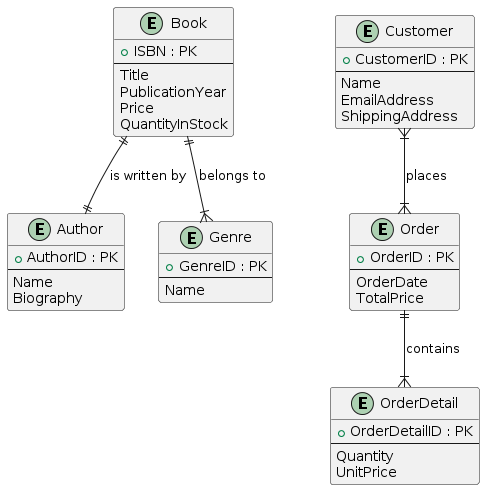 E Book
ISBN : PK
Title
PublicationYear
Price
QuantityInStock
E Customer
CustomerID : PK
Name
EmailAddress
ShippingAddress
is written by
belongs to
places
E Author
AuthorID : PK
Name
Biography
E Genre
GenreID : PK
Name
E Order
OrderID : PK
OrderDate
TotalPrice
contains
E OrderDetail
OrderDetailID : PK
Quantity
UnitPrice